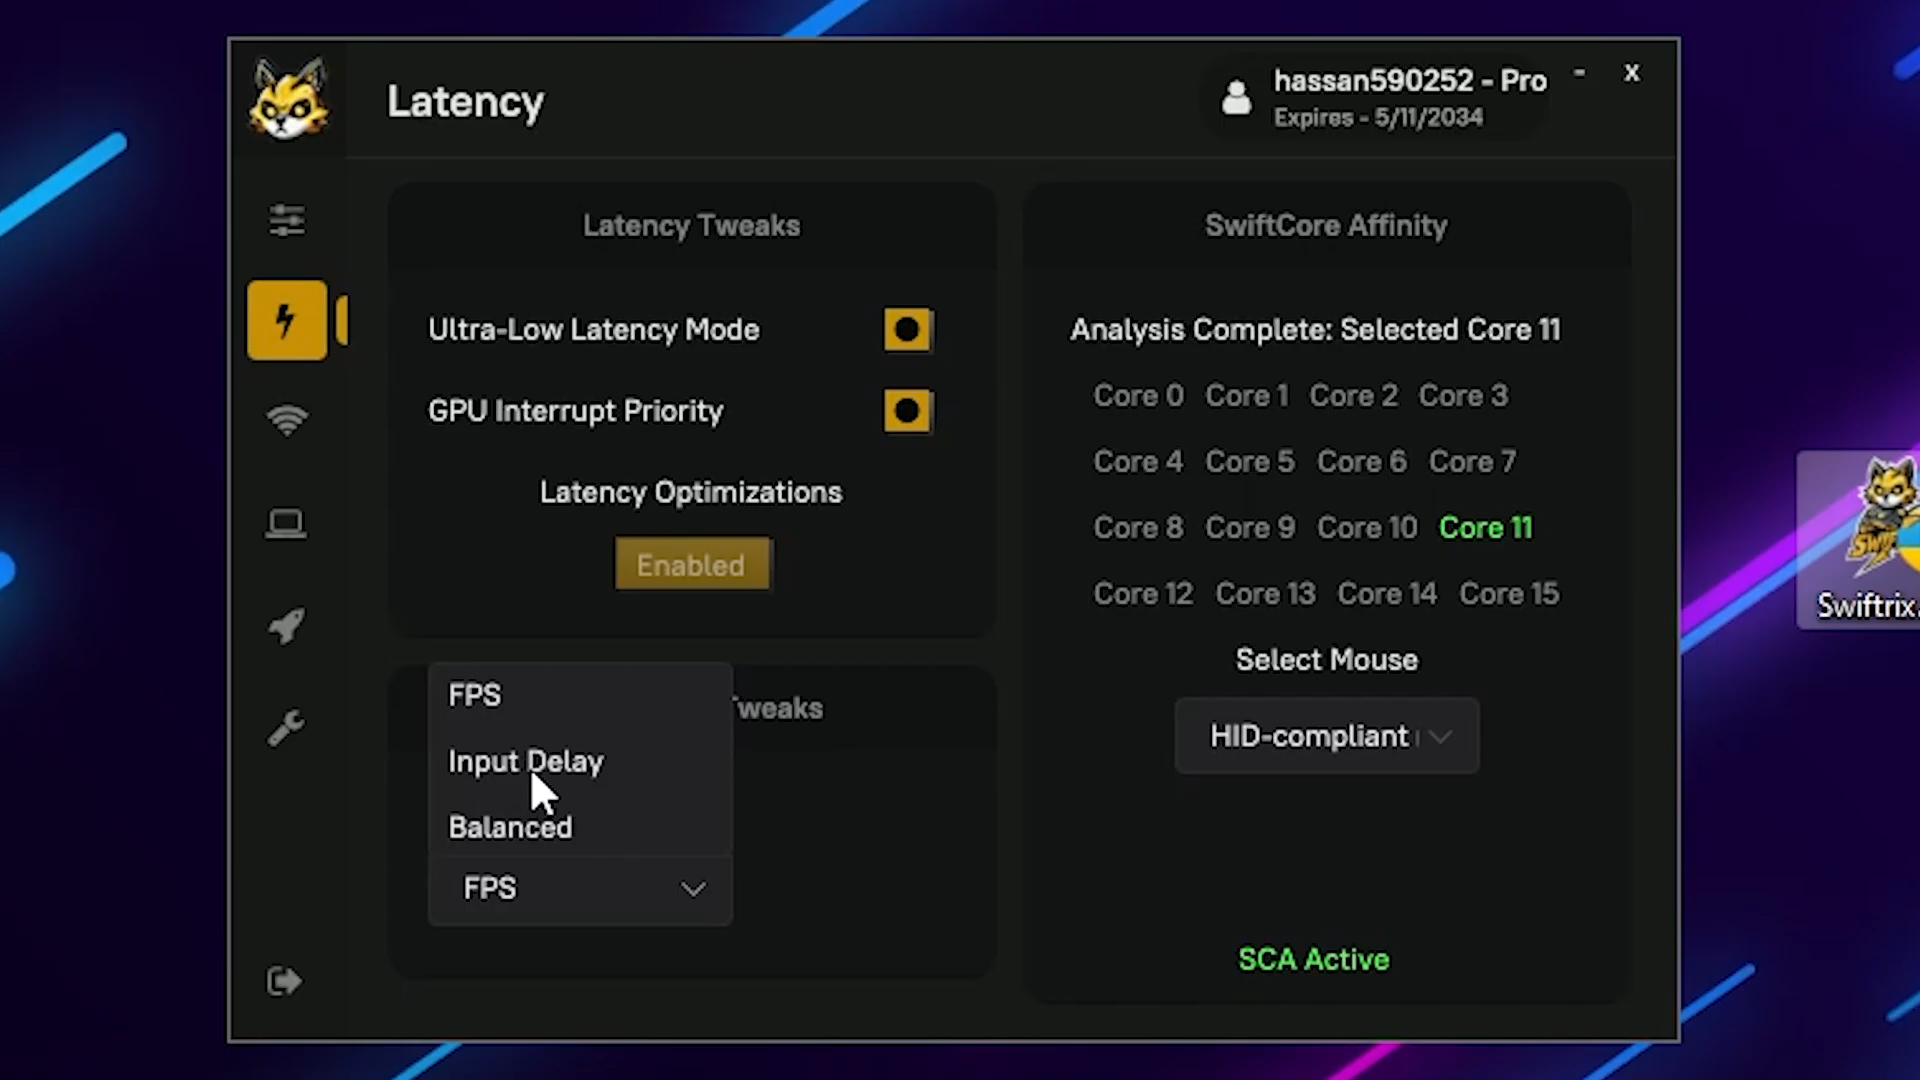 Latency
hassan590252 - Pro
Expires - 5/11/2034
-
X
Latency Tweaks
Ultra-Low Latency Mode
GPU Interrupt Priority
Latency Optimizations
Enabled
FPS
Tweaks
Input Delay
Balanced
FPS
SwiftCore Affinity
Analysis Complete: Selected Core 11
Core 0 Core 1 Core 2 Core 3
Core 4 Core 5 Core 6 Core 7
Core 8 Core 9 Core 10 Core 11
Core 12 Core 13 Core 14 Core 15
Select Mouse
HID-compliant
SCA Active
Swiftrix